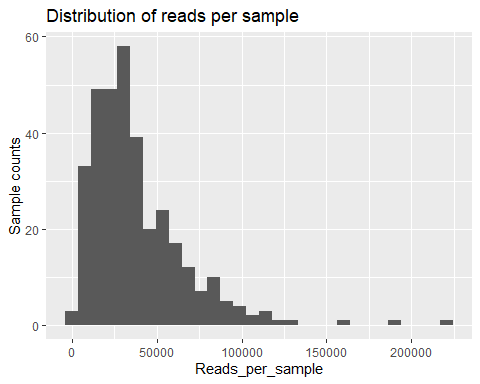 Distribution of reads per sample
60
40
20
0
Sample counts
0 50000 100000 150000 200000
Reads_per_sample